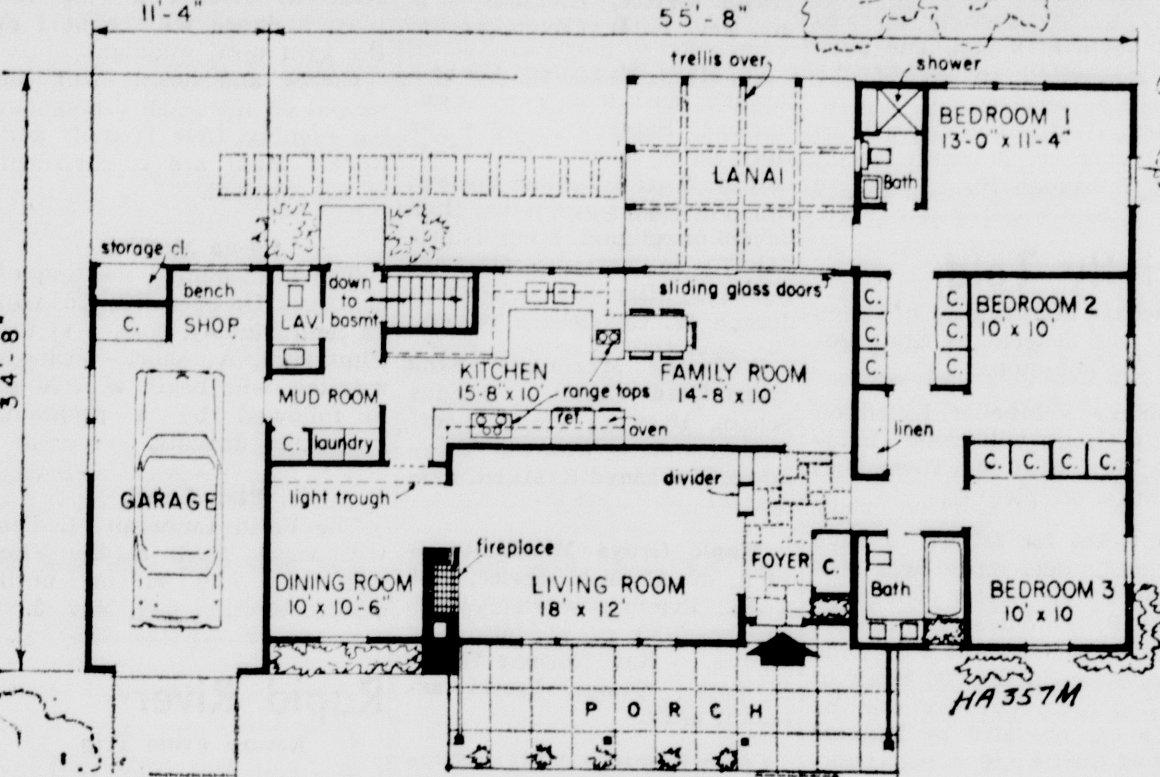 11'-4"
55'-8"
34'-8"
trellis over
shower
BEDROOM 1
13'-0" x 11'-4"
LANAI
Bath
storage cl.
bench
C.
SHOP
LAV.
down
to
basmt.
sliding glass doors
C.
C.
C.
C.
C.
C.
BEDROOM 2
10' x 10'
KITCHEN
15'-8" x 10'
range tops
FAMILY ROOM
14'-8" x 10'
MUD ROOM
ref.
oven
linen
C.
laundry
C.
C.
C.
C.
GARAGE
light trough
divider
fireplace
FOYER
C.
DINING ROOM
10' x 10'-6"
LIVING ROOM
18' x 12'
Bath
BEDROOM 3
10' x 10
PORCH
HA357M
Rapid River